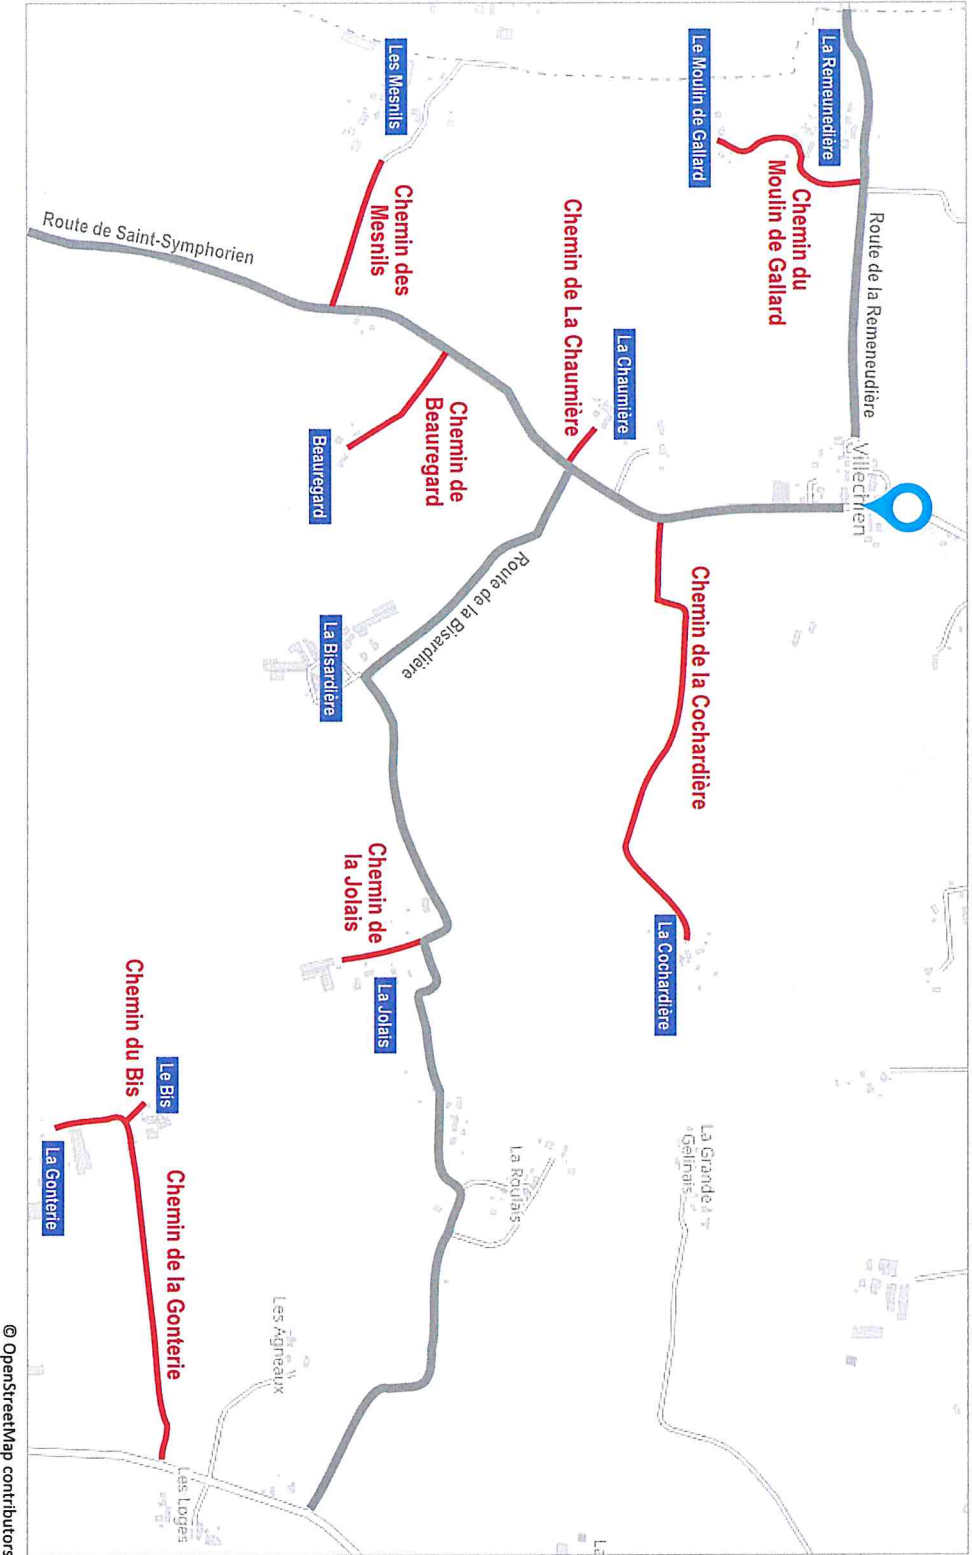 Villechien
Route de la Remeneudière
La Remeunedière
Chemin du
Moulin de Gallard
Le Moulin de Gallard
Chemin de la Cochardière
La Cochardière
La Grande
Gélinais
La
La Chaumière
Chemin de La Chaumière
Route de la Bisardière
La Roulais
Les Mesnils
Chemin des
Mesnils
Chemin de
Beauregard
Beauregard
La Bisardière
Chemin de
la Jolais
La Jolais
Route de Saint-Symphorien
Les Agneaux
Les Loges
Le Bis
Chemin du Bis
Chemin de la Gonterie
La Gonterie
© OpenStreetMap contributors